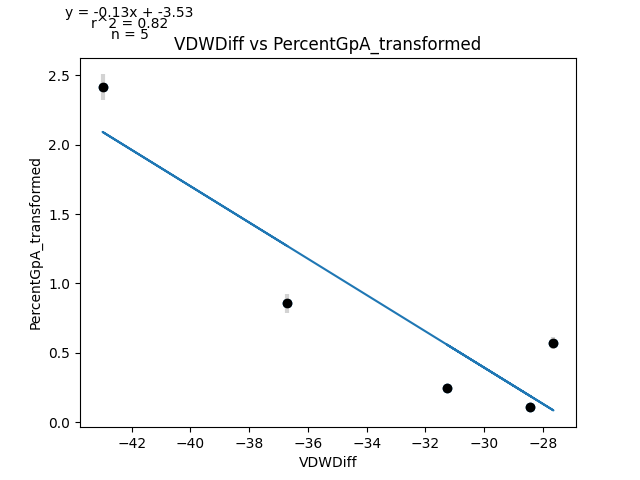 y = -0.13x + -3.53
r^2 = 0.82
n = 5
VDWDiff vs PercentGpA_transformed
PercentGpA_transformed
2.5
2.0
1.5
1.0
0.5
0.0
−42
−40
−38
−36
−34
−32
−30
−28
VDWDiff